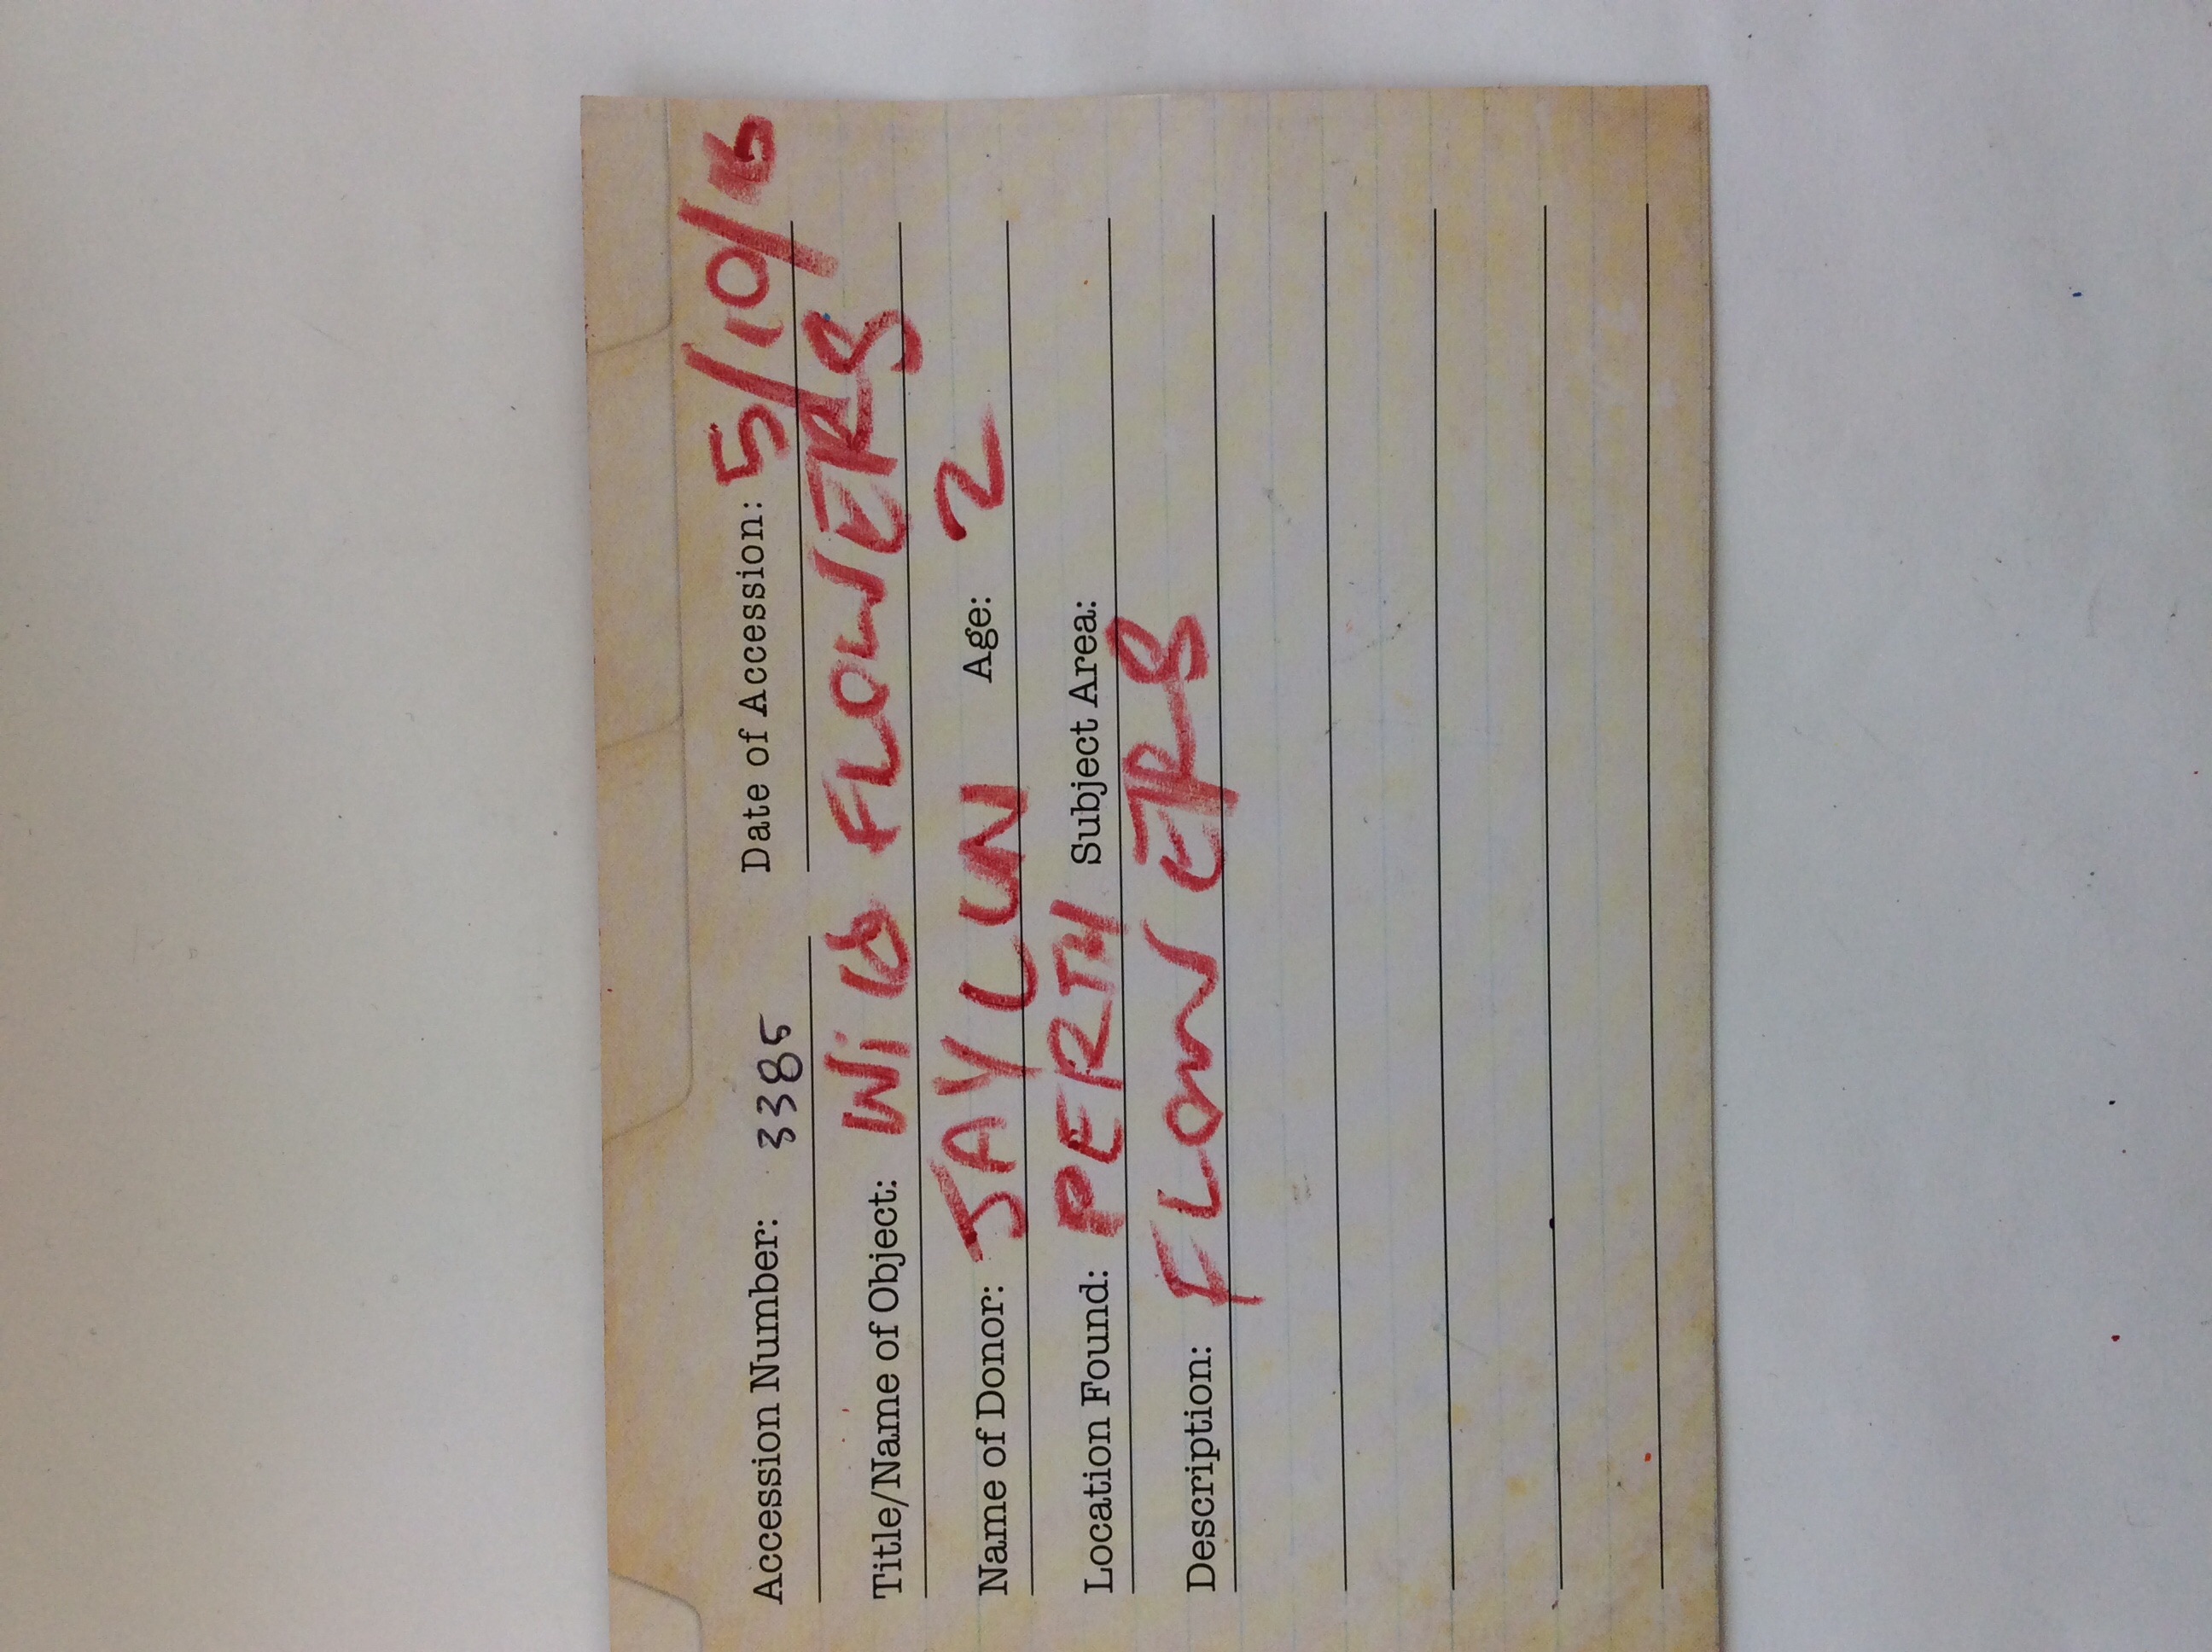 Accession Number: 3385 Date of Accession: 5/10/16
Title/Name of Object: Wild FLOWERS
Name of Donor: JAYLUN Age: 2
Location Found: PERTH Subject Area:
Description: FLOWERS